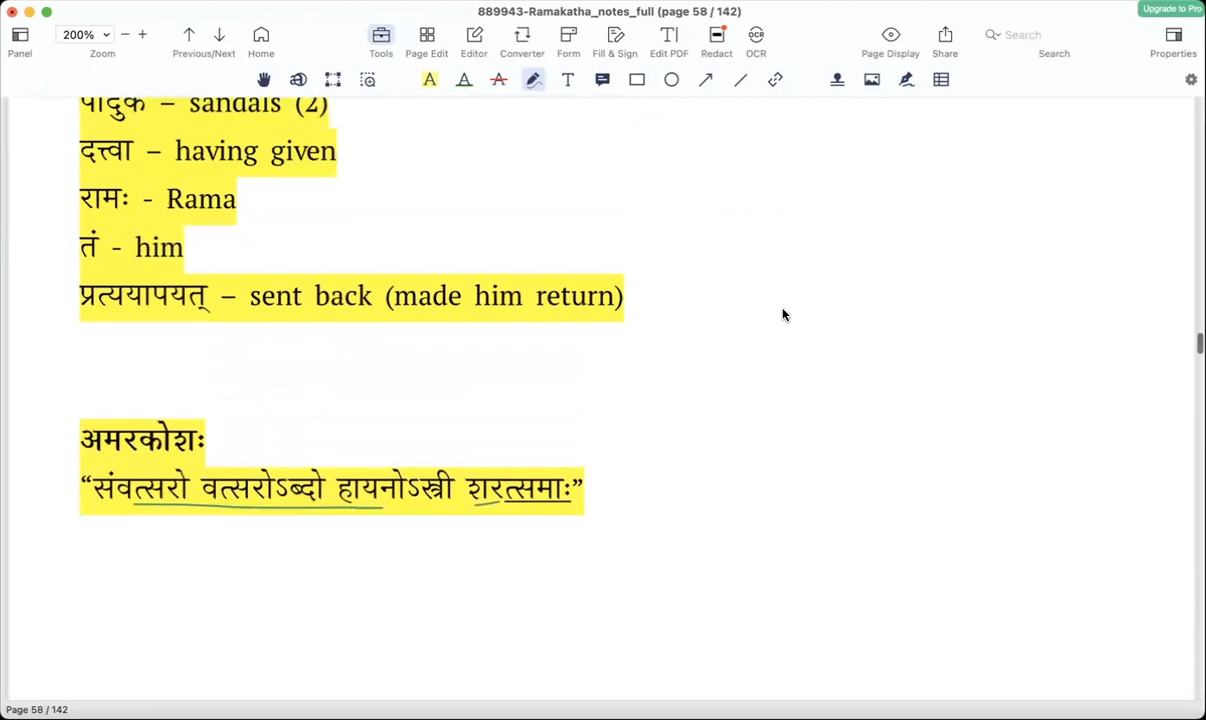 889943-Ramakatha_notes_full (page 58 / 142)
Upgrade to Pro
200%
Panel Zoom Previous/Next Home Tools Page Edit Editor Converter Form Fill & Sign Edit PDF Redact OCR Page Display Share Search Properties
Search
पादुके – sandals (2)
दत्त्वा – having given
रामः - Rama
तं - him
प्रत्ययापयत् – sent back (made him return)
अमरकोशः
“संवत्सरो वत्सरोऽब्दो हायनोऽस्त्री शरत्समाः”
Page 58 / 142